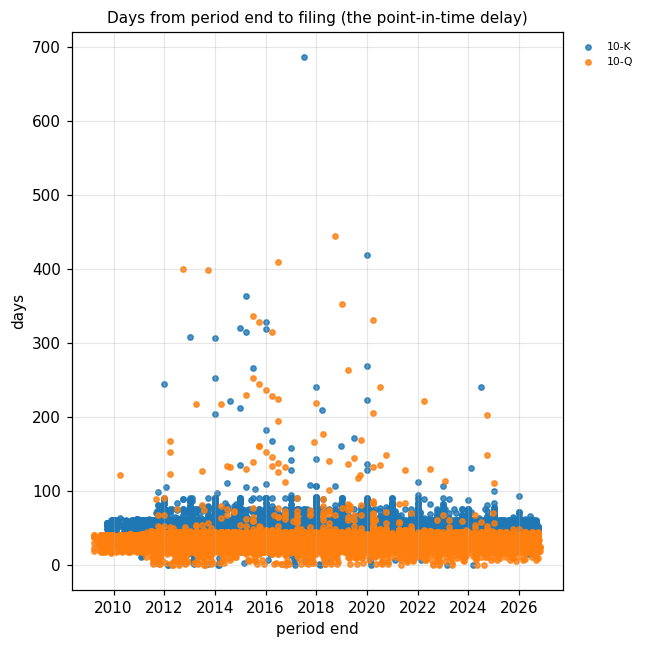 Days from period end to filing (the point-in-time delay)
10-K
10-Q
700
600
500
400
300
200
100
0
days
2010 2012 2014 2016 2018 2020 2022 2024 2026
period end